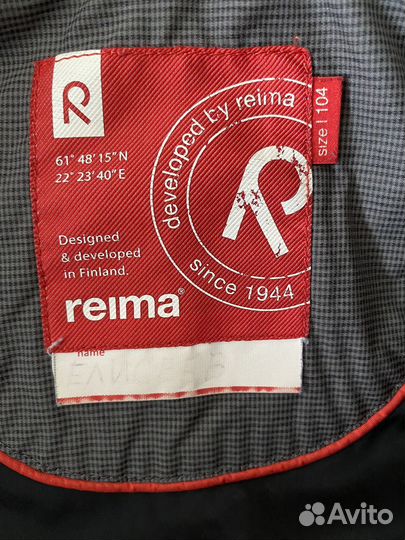 61° 48' 15" N
22° 23' 40" E
Designed
& developed
in Finland.
reima®
developed by reima
since 1944
size | 104
name
Avito